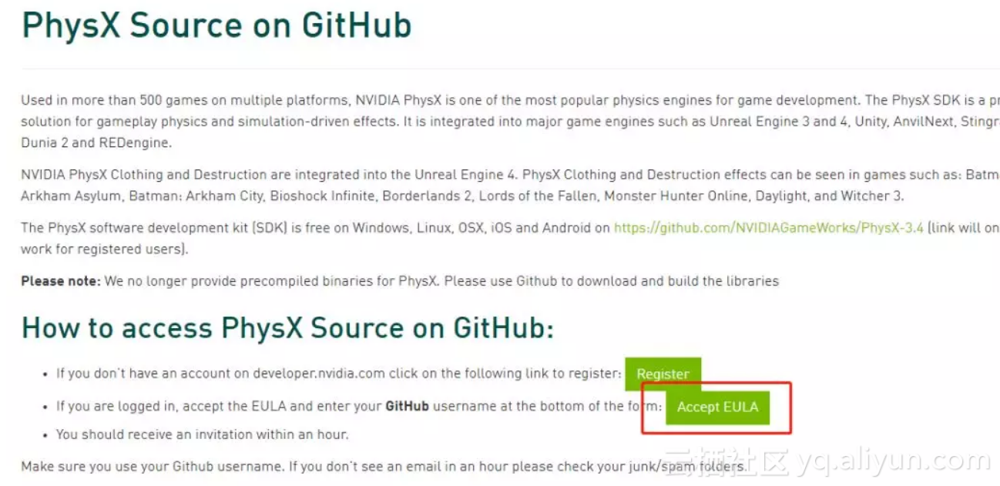 PhysX Source on GitHub
Used in more than 500 games on multiple platforms, NVIDIA PhysX is one of the most popular physics engines for game development. The PhysX SDK is a
solution for gameplay physics and simulation-driven effects. It is integrated into major game engines such as Unreal Engine 3 and 4, Unity, AnvilNext,
Dunia 2 and REDengine.
NVIDIA PhysX Clothing and Destruction are integrated into the Unreal Engine 4. PhysX Clothing and Destruction effects can be seen in games such as:
Arkham Asylum, Batman: Arkham City, Bioshock Infinite, Borderlands 2, Lords of the Fallen, Monster Hunter Online, Daylight, and Witcher 3.
The PhysX software development kit (SDK) is free on Windows, Linux, OSX, iOS and Android on https://github.com/NVIDIAGameWorks/PhysX-3.4 (link will
work for registered users).
Please note: We no longer provide precompiled binaries for PhysX. Please use Github to download and build the libraries
How to access PhysX Source on GitHub:
• If you don't have an account on developer.nvidia.com click on the following link to register: Register
• If you are logged in, accept the EULA and enter your GitHub username at the bottom of the form: Accept EULA
• You should receive an invitation within an hour.
Make sure you use your Github username. If you don't see an email in an hour please check your junk/spam folders.
云栖社区 yq.aliyun.com